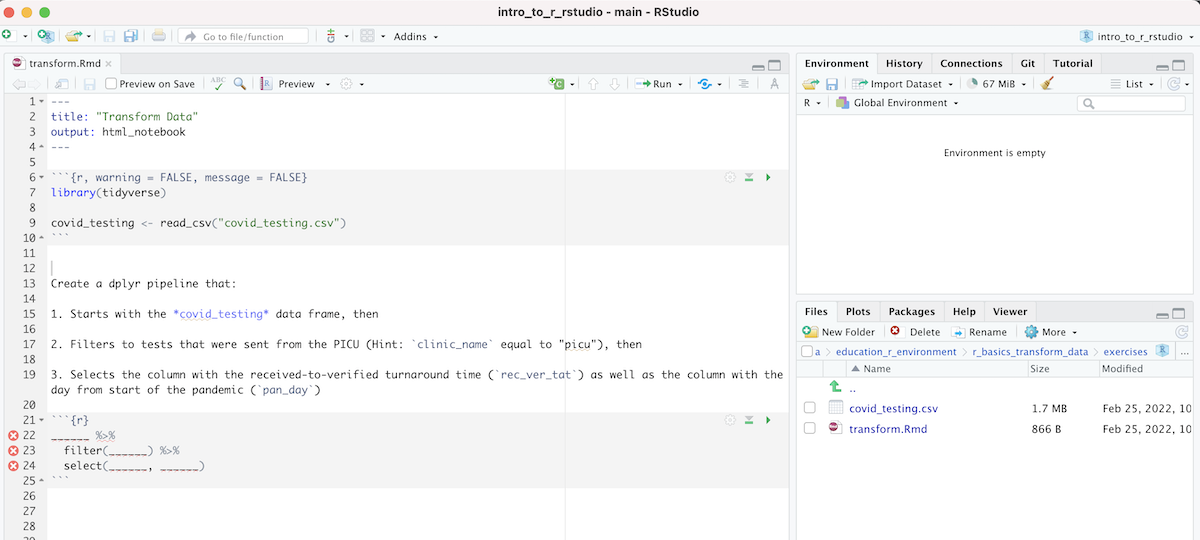 intro_to_r_rstudio - main - RStudio
Go to file/function
Addins
intro_to_r_rstudio
transform.Rmd
Preview on Save
ABC
Preview
Run
1 ---
2 title: "Transform Data"
3 output: html_notebook
4 ---
5
6 ```{r, warning = FALSE, message = FALSE}
7 library(tidyverse)
8
9 covid_testing <- read_csv("covid_testing.csv")
10 ```
11
12
13 Create a dplyr pipeline that:
14
15 1. Starts with the *covid_testing* data frame, then
16
17 2. Filters to tests that were sent from the PICU (Hint: `clinic_name` equal to "picu"), then
18
19 3. Selects the column with the received-to-verified turnaround time (`rec_ver_tat`) as well as the column with the
day from start of the pandemic (`pan_day`)
20
21 ```{r}
22 ______ %>%
23 filter(______) %>%
24 select(______, ______)
25 ```
26
27
28
Environment History Connections Git Tutorial
Import Dataset 67 MiB List
R Global Environment
Environment is empty
Files Plots Packages Help Viewer
New Folder Delete Rename More
a education_r_environment r_basics_transform_data exercises R ...
Name Size Modified
..
covid_testing.csv 1.7 MB Feb 25, 2022, 10
transform.Rmd 866 B Feb 25, 2022, 10